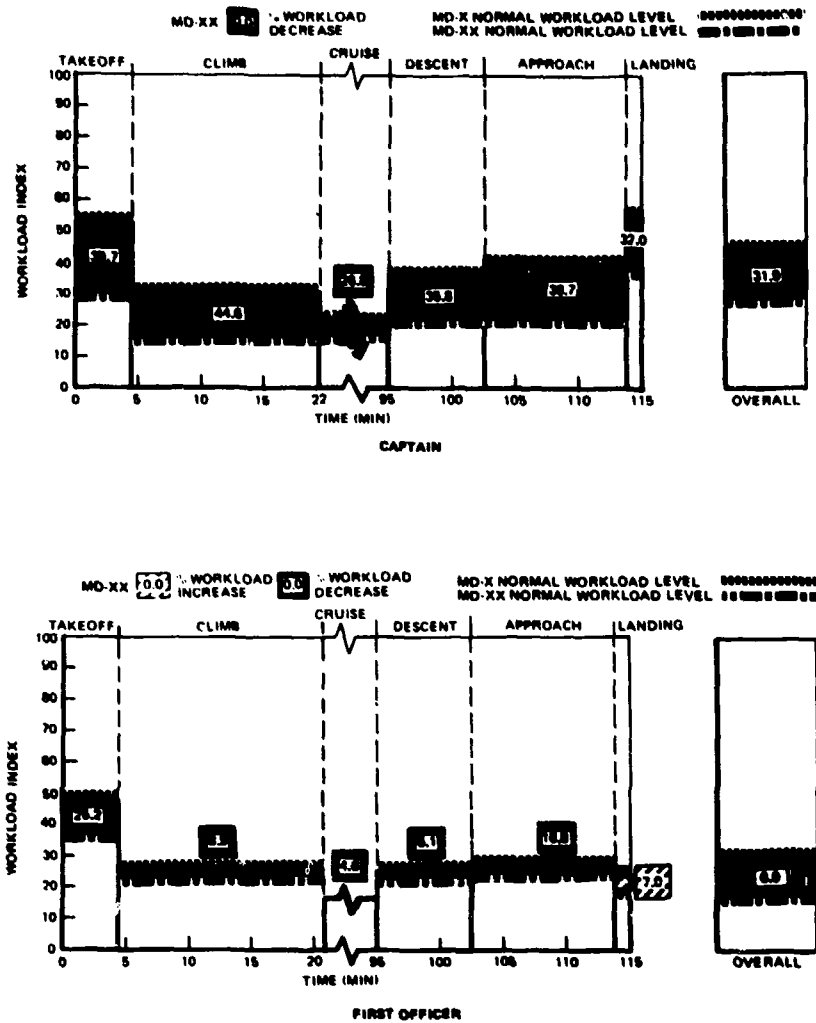 MD-XX WORKLOAD DECREASE
MD-X NORMAL WORKLOAD LEVEL
MD-XX NORMAL WORKLOAD LEVEL
TAKEOFF CLIMB CRUISE DESCENT APPROACH LANDING
WORKLOAD INDEX
100
90
80
70
60
50
40
30
20
10
0
44.8
32.0
0 5 10 15 22 95 100 105 110 115
TIME (MIN)
OVERALL
CAPTAIN
MD-XX 0.0 WORKLOAD INCREASE 0.0 WORKLOAD DECREASE
MD-X NORMAL WORKLOAD LEVEL
MD-XX NORMAL WORKLOAD LEVEL
TAKEOFF CLIMB CRUISE DESCENT APPROACH LANDING
WORKLOAD INDEX
100
90
80
70
60
50
40
30
20
10
0
0 5 10 15 20 95 100 105 110 115
TIME (MIN)
OVERALL
FIRST OFFICER